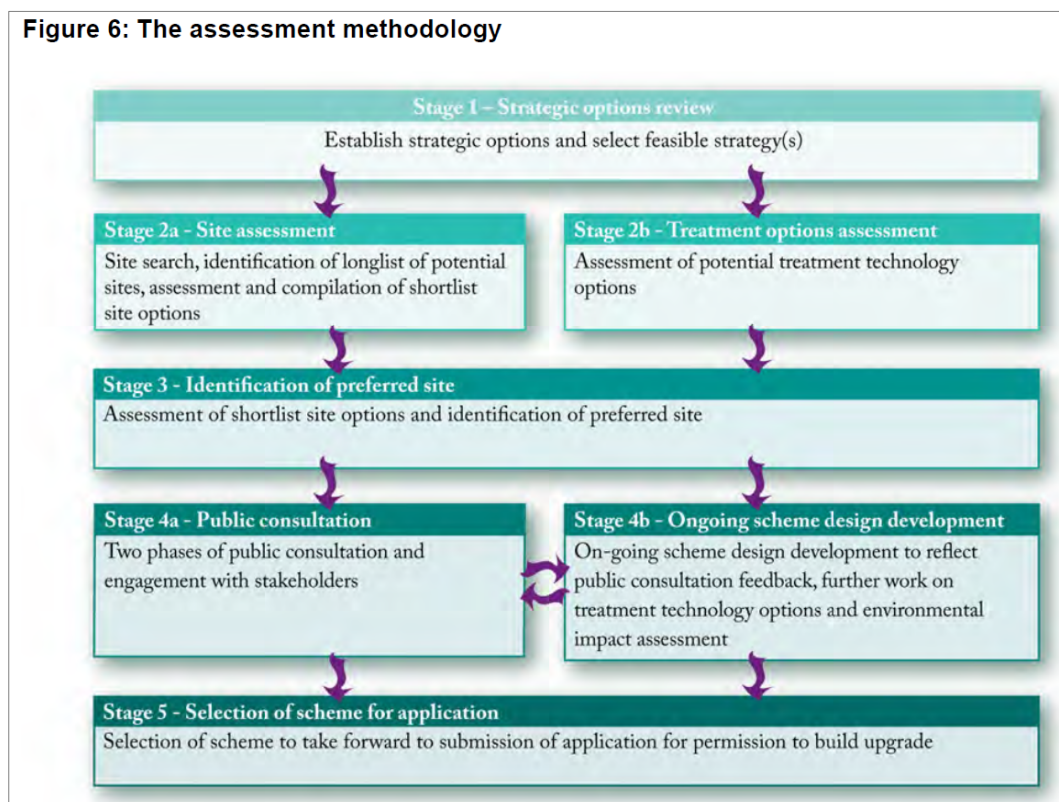 Figure 6: The assessment methodology
Stage 1 – Strategic options review
Establish strategic options and select feasible strategy(s)
Stage 2a - Site assessment
Site search, identification of longlist of potential
sites, assessment and compilation of shortlist
site options
Stage 2b - Treatment options assessment
Assessment of potential treatment technology
options
Stage 3 - Identification of preferred site
Assessment of shortlist site options and identification of preferred site
Stage 4a - Public consultation
Two phases of public consultation and
engagement with stakeholders
Stage 4b - Ongoing scheme design development
On-going scheme design development to reflect
public consultation feedback, further work on
treatment technology options and environmental
impact assessment
Stage 5 - Selection of scheme for application
Selection of scheme to take forward to submission of application for permission to build upgrade